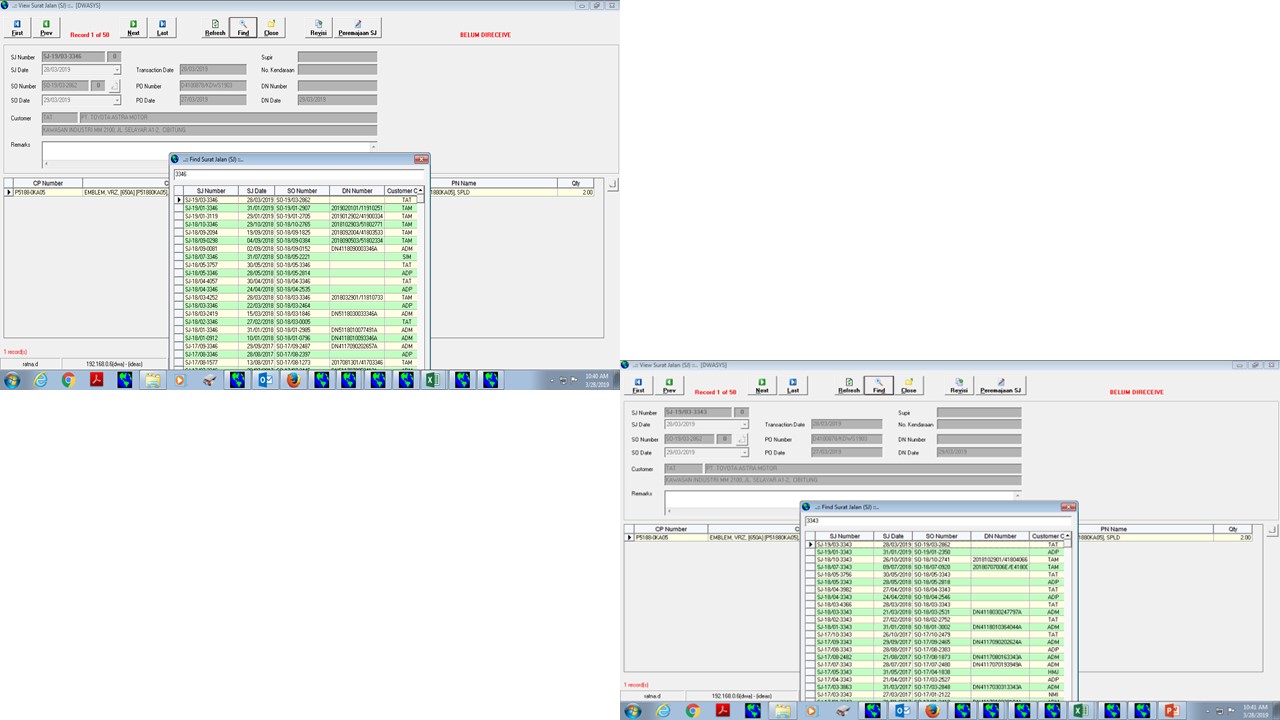 ..: View Surat Jalan (SJ) ::.. [DWASYS]
First Prev Record 1 of 50 Next Last Refresh Find Close Revisi Peremajaan SJ BELUM DIRECEIVE
SJ Number SJ-19/03-3346 0 Supir
SJ Date 28/03/2019 Transaction Date 28/03/2019 No. Kendaraan
SO Number SO-19/03-2862 0 PO Number D4100878/KDWS1903 DN Number
SO Date 29/03/2019 PO Date 27/03/2019 DN Date 28/03/2019
Customer TAT PT. TOYOTA ASTRA MOTOR
KAWASAN INDUSTRI MM 2100, JL. SELAYAR A1-2, CIBITUNG
Remarks
..: Find Surat Jalan (SJ) ::..
3346
CP Number C PN Name Qty
P5188-0KA05 EMBLEM, VRZ, [650A] [P51880KA05] 880KA05], SPLD 2.00
SJ Number SJ Date SO Number DN Number Customer C
SJ-19/03-3346 28/03/2019 SO-19/03-2862 TAT
SJ-19/01-3346 31/01/2019 SO-19/01-2907 2019020101/11910251 TAM
SJ-19/01-3119 29/01/2019 SO-19/01-2705 2019012902/41900334 TAM
SJ-18/10-3346 29/10/2018 SO-18/10-2765 2018102903/51802771 TAM
SJ-18/09-2094 19/09/2018 SO-18/09-1825 2018092004/41803533 TAM
SJ-18/09-0298 04/09/2018 SO-18/09-0384 2018090503/51802334 TAM
SJ-18/09-0081 02/09/2018 SO-18/09-0152 DN4118090003346A ADM
SJ-18/07-3346 31/07/2018 SO-18/05-2221 SIM
SJ-18/05-3757 30/05/2018 SO-18/05-3346 TAT
SJ-18/05-3346 28/05/2018 SO-18/05-2814 ADP
SJ-18/04-4057 30/04/2018 SO-18/04-3346 TAT
SJ-18/04-3346 24/04/2018 SO-18/04-2535 ADP
SJ-18/03-4252 28/03/2018 SO-18/03-3346 2018032901/11810733 TAM
SJ-18/03-3346 22/03/2018 SO-18/03-2464 ADP
SJ-18/03-2419 15/03/2018 SO-18/03-1846 DN5118030033346A ADM
SJ-18/02-3346 27/02/2018 SO-18/03-0005 TAT
SJ-18/01-3346 31/01/2018 SO-18/01-2985 DN4118010077491A ADM
SJ-18/01-0912 10/01/2018 SO-18/01-0796 DN4118010093346A ADM
SJ-17/09-3346 30/09/2017 SO-17/09-2487 DN4117090202657A ADM
SJ-17/08-3346 28/08/2017 SO-17/08-2397 ADP
SJ-17/08-1577 13/08/2017 SO-17/08-1273 2017081301/41703346 TAM
1 record(s)
ratna.d 192.168.0.6(dwa) - (ideac)
10:40 AM
3/28/2019
..: View Surat Jalan (SJ) ::.. [DWASYS]
First Prev Record 1 of 50 Next Last Refresh Find Close Revisi Peremajaan SJ BELUM DIRECEIVE
SJ Number SJ-19/03-3343 0 Supir
SJ Date 28/03/2019 Transaction Date 28/03/2019 No. Kendaraan
SO Number SO-19/03-2862 0 PO Number D4100878/KDWS1903 DN Number
SO Date 29/03/2019 PO Date 27/03/2019 DN Date 28/03/2019
Customer TAT PT. TOYOTA ASTRA MOTOR
KAWASAN INDUSTRI MM 2100, JL. SELAYAR A1-2, CIBITUNG
Remarks
..: Find Surat Jalan (SJ) ::..
3343
CP Number C PN Name Qty
P5180-0KA05 EMBLEM, VRZ, [650A] [P51880KA05] 1880KA05], SPLD 2.00
SJ Number SJ Date SO Number DN Number Customer C
SJ-19/03-3343 28/03/2019 SO-19/03-2862 TAT
SJ-19/01-3343 31/01/2019 SO-19/01-2350 ADP
SJ-18/10-3343 26/10/2018 SO-18/10-2741 2018102901/41804066 TAM
SJ-18/07-3343 09/07/2018 SO-18/07-0928 20180707006E/E4180 TAM
SJ-18/05-3756 30/05/2018 SO-18/05-3343 TAT
SJ-18/05-3343 28/05/2018 SO-18/05-2818 ADP
SJ-18/04-3982 27/04/2018 SO-18/04-3343 TAT
SJ-18/04-3343 24/04/2018 SO-18/04-2546 ADP
SJ-18/03-4366 28/03/2018 SO-18/03-3343 TAT
SJ-18/03-3343 21/03/2018 SO-18/03-2531 DN4118030247797A ADM
SJ-18/02-3343 27/02/2018 SO-18/02-2752 TAT
SJ-18/01-3343 31/01/2018 SO-18/01-3802 DN4118010364044A ADM
SJ-17/10-3343 26/10/2017 SO-17/10-2479 TAT
SJ-17/09-3343 29/09/2017 SO-17/09-2465 DN4117090202624A ADM
SJ-17/08-3343 28/08/2017 SO-17/08-2383 ADP
SJ-17/08-2482 21/08/2017 SO-17/08-1873 DN4117080163343A ADM
SJ-17/07-3343 28/07/2017 SO-17/07-2480 DN4117070193949A ADM
SJ-17/05-3343 31/05/2017 SO-17/04-1838 HMJ
SJ-17/04-3343 21/04/2017 SO-17/03-2527 ADP
SJ-17/03-3863 31/03/2017 SO-17/03-2848 DN4117030313343A ADM
SJ-17/03-3343 27/03/2017 SO-17/01-2122 NMI
1 record(s)
ratna.d 192.168.0.6(dwa) - (ideac)
10:41 AM
3/28/2019